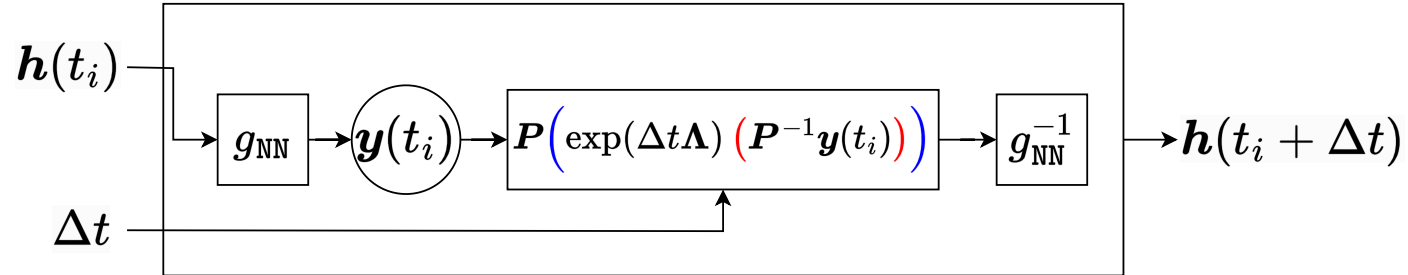 h(t_i)
g_NN
y(t_i)
P(exp(ΔtΛ)(P^{-1}y(t_i)))
g_NN^{-1}
h(t_i + Δt)
Δt